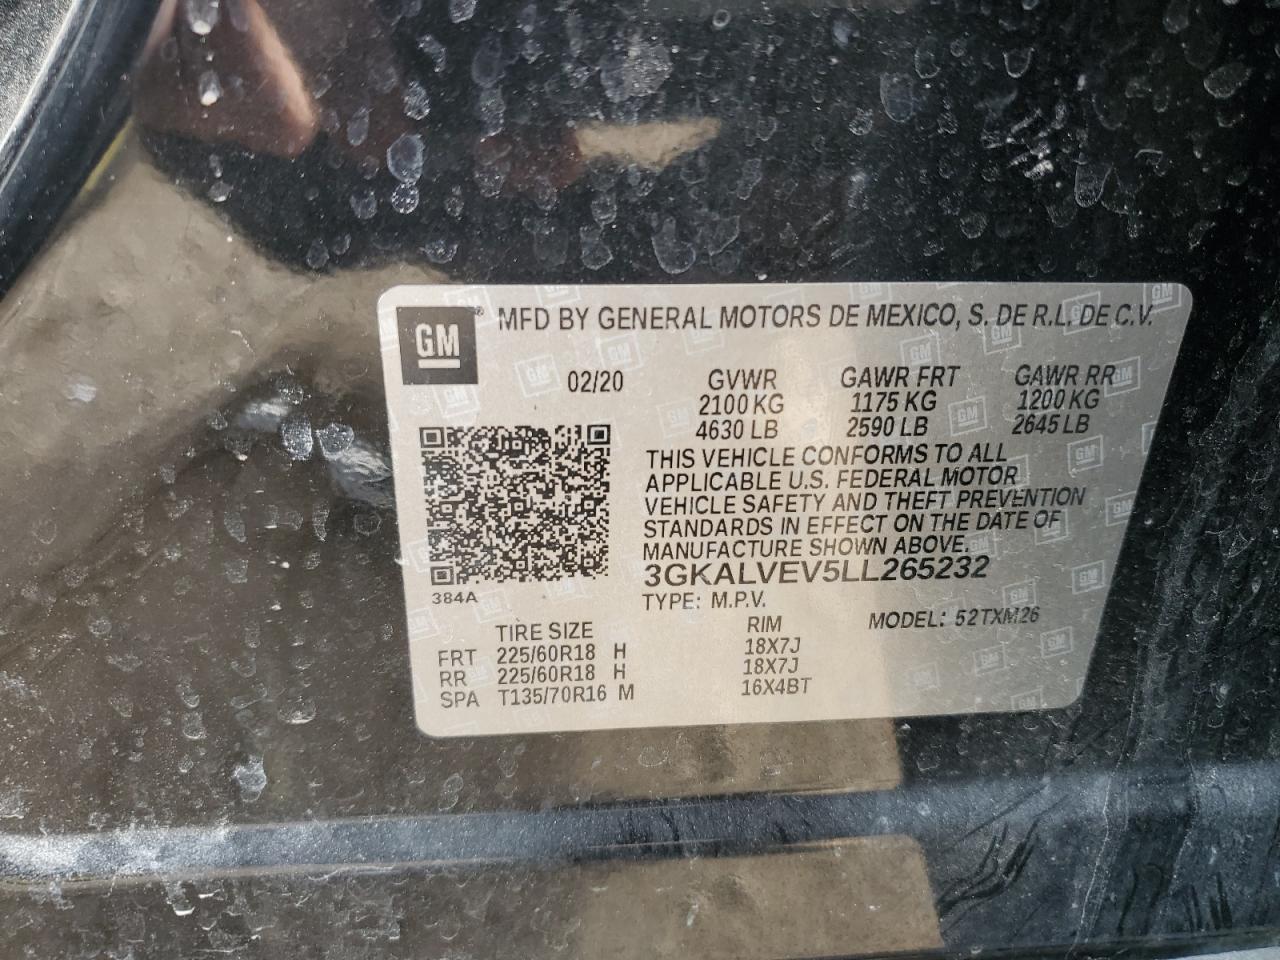 GM ® MFD BY GENERAL MOTORS DE MEXICO, S. DE R.L. DE C.V.
02/20 GVWR GAWR FRT GAWR RR
2100 KG 1175 KG 1200 KG
4630 LB 2590 LB 2645 LB
THIS VEHICLE CONFORMS TO ALL
APPLICABLE U.S. FEDERAL MOTOR
VEHICLE SAFETY AND THEFT PREVENTION
STANDARDS IN EFFECT ON THE DATE OF
MANUFACTURE SHOWN ABOVE.
3GKALVEV5LL265232
384A
TYPE: M.P.V.
MODEL: 52TXM26
TIRE SIZE RIM
FRT 225/60R18 H 18X7J
RR 225/60R18 H 18X7J
SPA T135/70R16 M 16X4BT